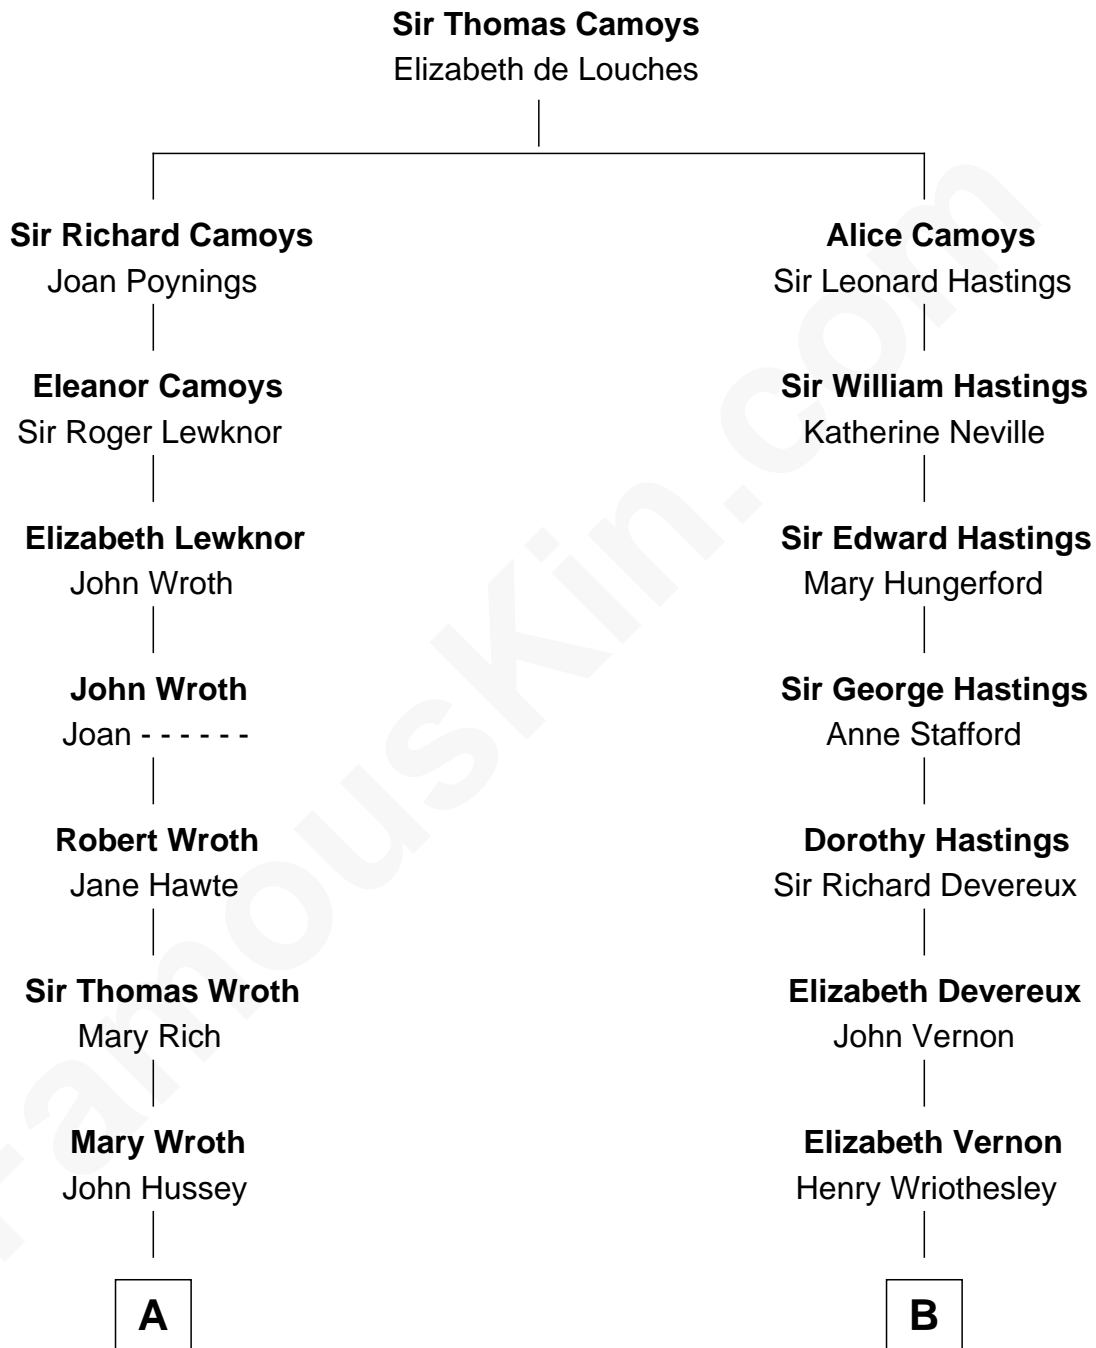 Sir Thomas Camoys
Elizabeth de Louches
Sir Richard Camoys
Joan Poynings
Alice Camoys
Sir Leonard Hastings
Eleanor Camoys
Sir Roger Lewknor
Sir William Hastings
Katherine Neville
Elizabeth Lewknor
John Wroth
Sir Edward Hastings
Mary Hungerford
John Wroth
Joan - - - - - -
Sir George Hastings
Anne Stafford
Robert Wroth
Jane Hawte
Dorothy Hastings
Sir Richard Devereux
Sir Thomas Wroth
Mary Rich
Elizabeth Devereux
John Vernon
Mary Wroth
John Hussey
Elizabeth Vernon
Henry Wriothesley
A
B
FamousKin.com